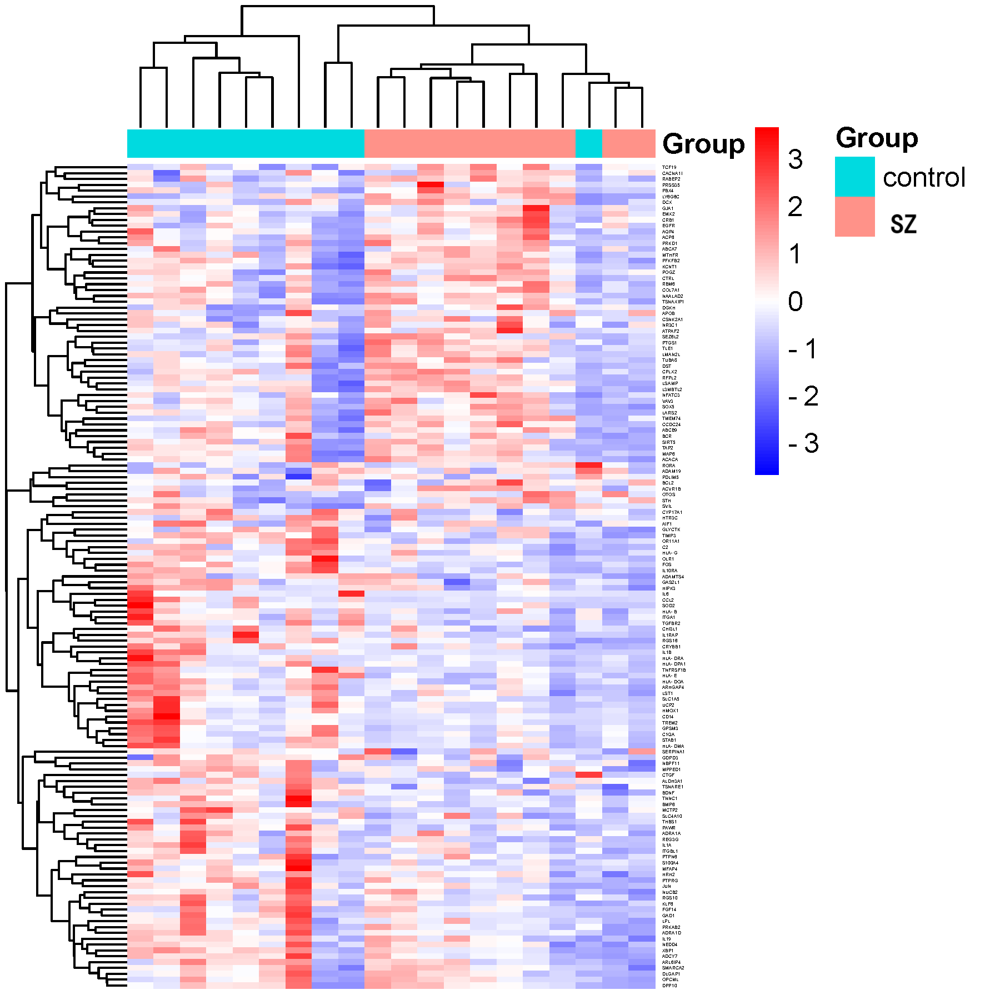 Group
Group
control
SZ
3
2
1
0
-1
-2
-3
TCF19
CACNA1I
RABEP2
PRSS35
PBX4
LY6G6C
DCX
GJA1
EMX2
CRB1
EGFR
AQP4
ACP6
PRKD1
ABCA7
MTHFR
PFKFB2
KCNT1
POGZ
CTRL
RBM6
COL7A1
NAALAD2
TSNAXIP1
DGKH
APOB
CSNK2A1
NR3C1
ATPAF2
SEZ6L2
PTGS1
TLE1
LMAN2L
TUBA8
DST
CPLX2
RFPL2
LSAMP
L3MBTL2
NFATC3
VAV3
SOX5
LARS2
TMEM74
CCDC24
ABCB9
BCR
SIRT5
TAP2
MAP6
ACACA
RORA
ADAM19
PDLIM5
BCL2
ACVR1B
OTOS
STH
SVIL
CYP17A1
HTR3C
AIF1
GLYCTK
TIMP3
OR11A1
C2
HLA-G
OLR1
FOS
IL10RA
ADAMTS4
GAS2L1
HIPK3
IL6
CCL2
SOD2
HLA-B
ITGA1
TGFBR2
CHI3L1
IL1RAP
RGS16
CRYBB1
IL1B
HLA-DRA
HLA-DPA1
TNFRSF1B
HLA-E
HLA-DOA
ARHGAP4
LST1
SLC1A5
UCP2
HMOX1
CD14
TREM2
GPSM3
C1QA
STAB1
HLA-DMA
SERPINA1
GDPD3
NBPF11
MPPED1
CTGF
ALDH3A1
TSNARE1
BDNF
TNNC1
BMP6
MCTP2
SLC4A10
THBS1
PAWR
ADRA1A
REG3G
IL1A
ITGBL1
PTPN6
S100A4
MFAP4
HRH2
PTPRG
JUN
NUCB2
RGS10
KLF6
FGF14
GAD1
LPL
PRKAB2
ADRA1D
IL19
NEDD4
XBP1
ADCY7
ARL6IP4
SMARCA2
DLGAP1
OPCML
DPP10